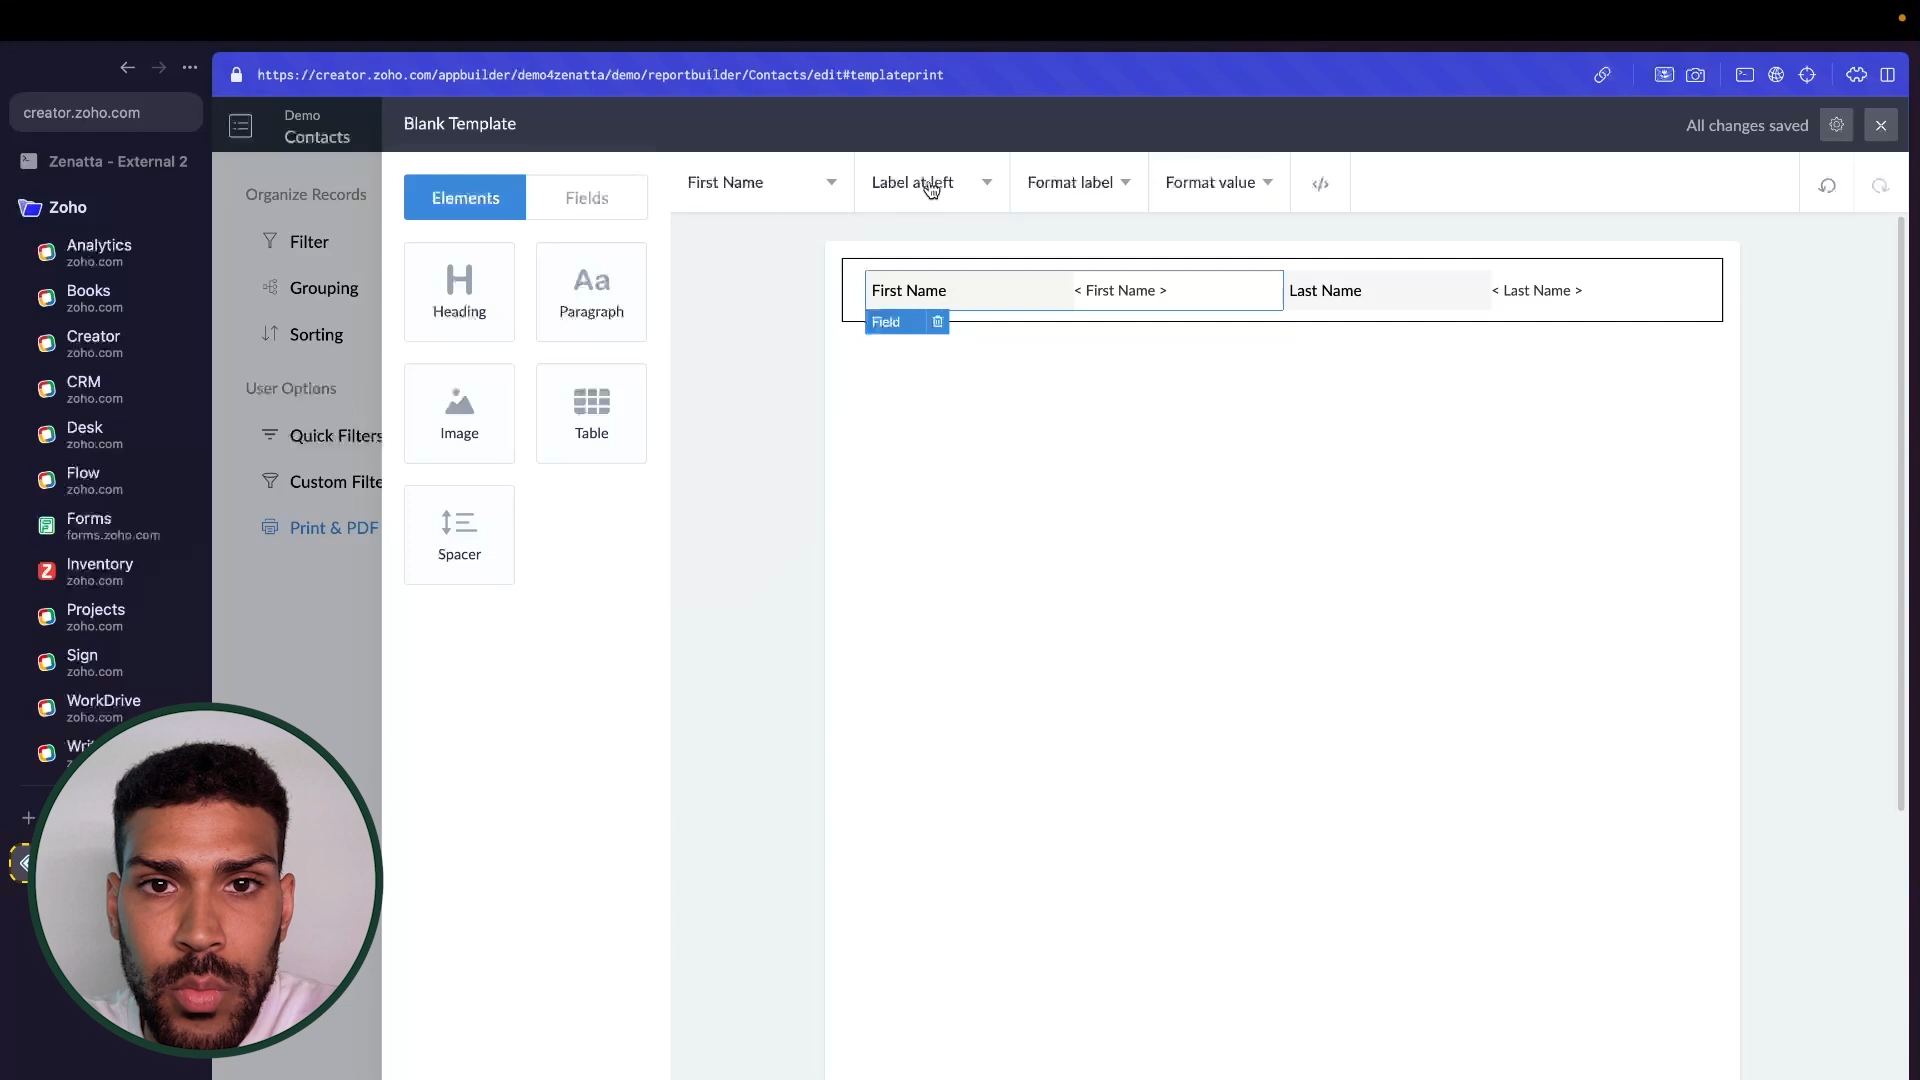 https://creator.zoho.com/appbuilder/demo4zenatta/demo/reportbuilder/Contacts/edit#templateprint
creator.zoho.com
Zenatta - External 2
Zoho
Analytics
zoho.com
Books
zoho.com
Creator
zoho.com
CRM
zoho.com
Desk
zoho.com
Flow
zoho.com
Forms
forms.zoho.com
Inventory
zoho.com
Projects
zoho.com
Sign
zoho.com
WorkDrive
zoho.com
Demo
Contacts
Organize Records
Filter
Grouping
Sorting
User Options
Quick Filters
Custom Filte
Print & PDF
Blank Template
All changes saved
Elements
Fields
H
Heading
Aa
Paragraph
Image
Table
Spacer
First Name
Label at left
Format label
Format value
</>
First Name
< First Name >
Last Name
< Last Name >
Field